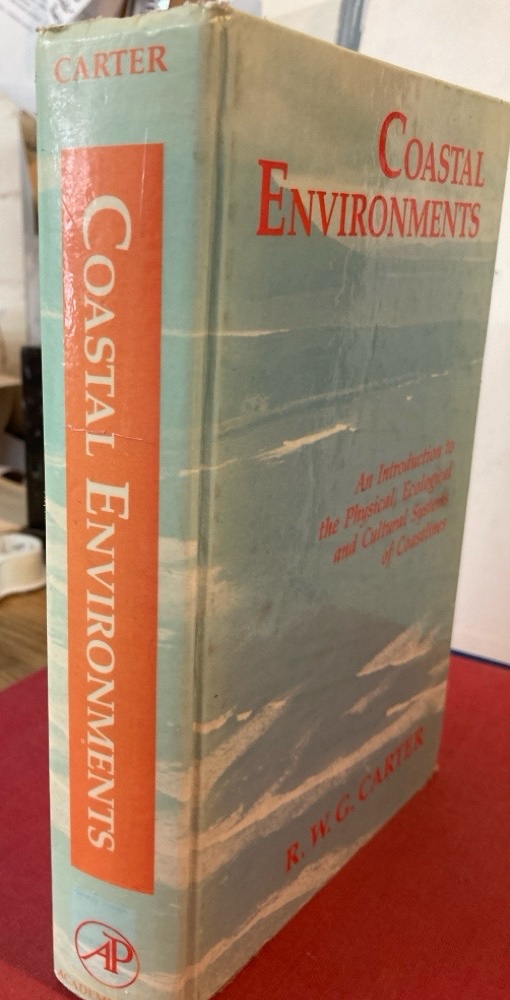 CARTER
COASTAL ENVIRONMENTS
AP
COASTAL
ENVIRONMENTS
An Introduction to
the Physical, Ecological
and Cultural Systems
of Coastlines
R. W. G. CARTER